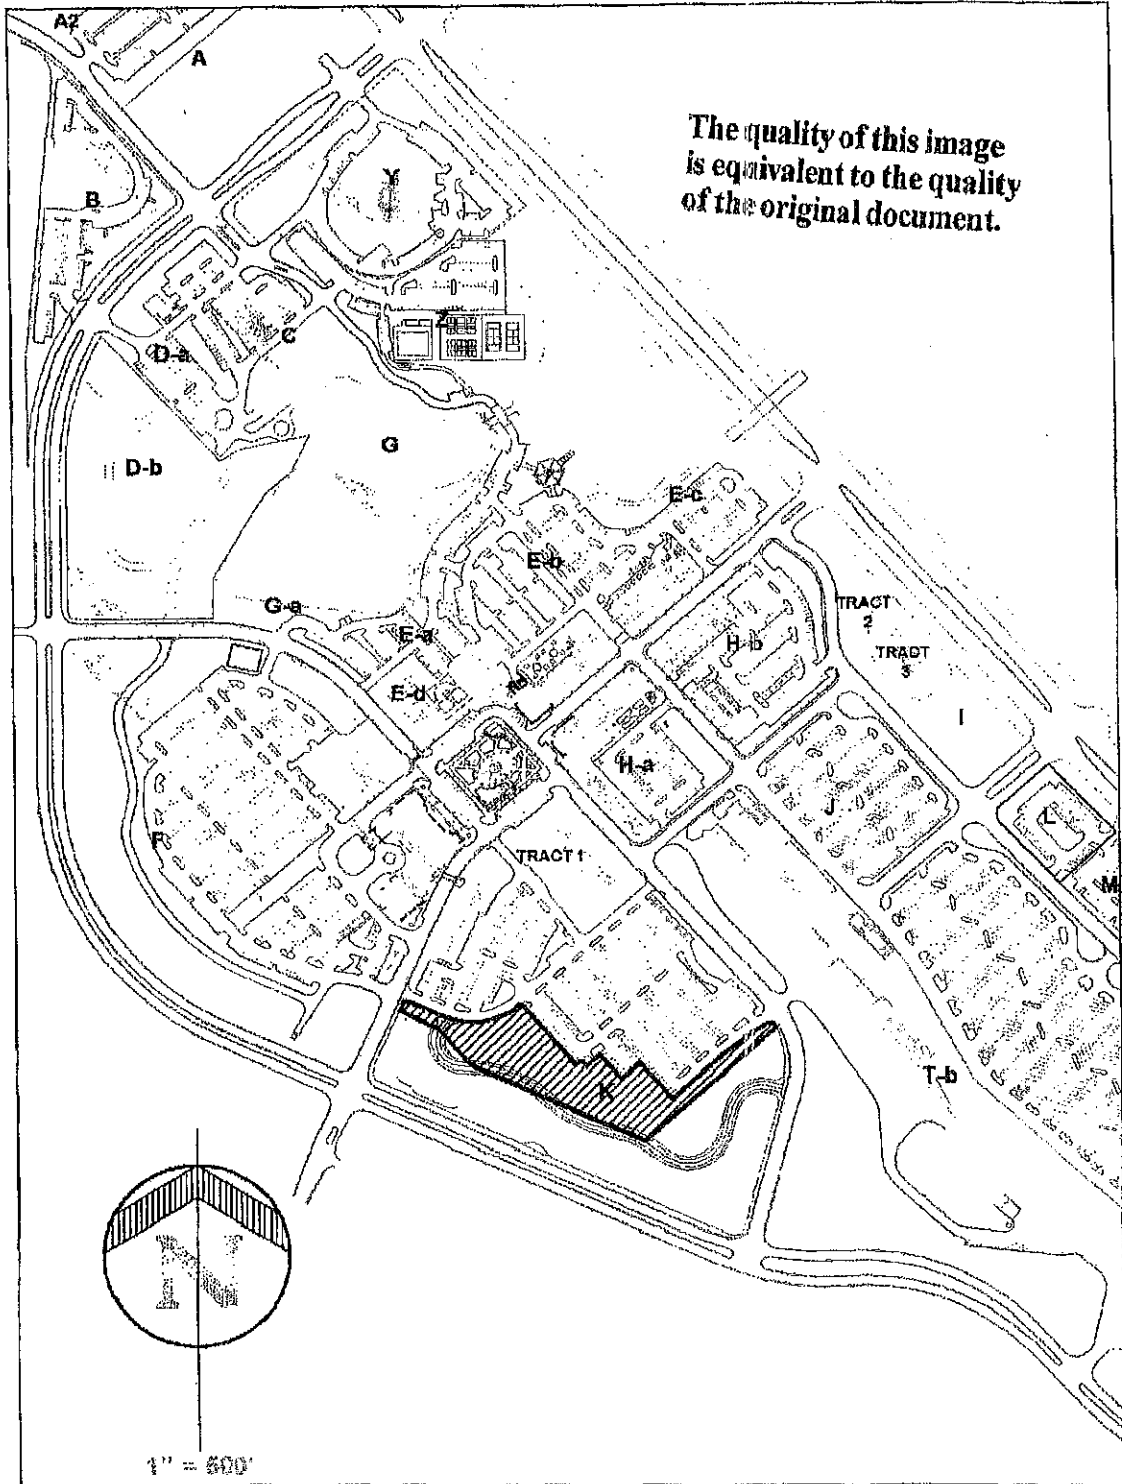 A2
A
The quality of this image
is equivalent to the quality
of the original document.
Y
B
Z
C
D-a
G
D-b
E-c
E-b
G-a
TRACT
2
E-a
H-b
TRACT
3
E-d
I
H-a
J
L
F
TRACT 1
M
T-b
K
N
1" = 600'